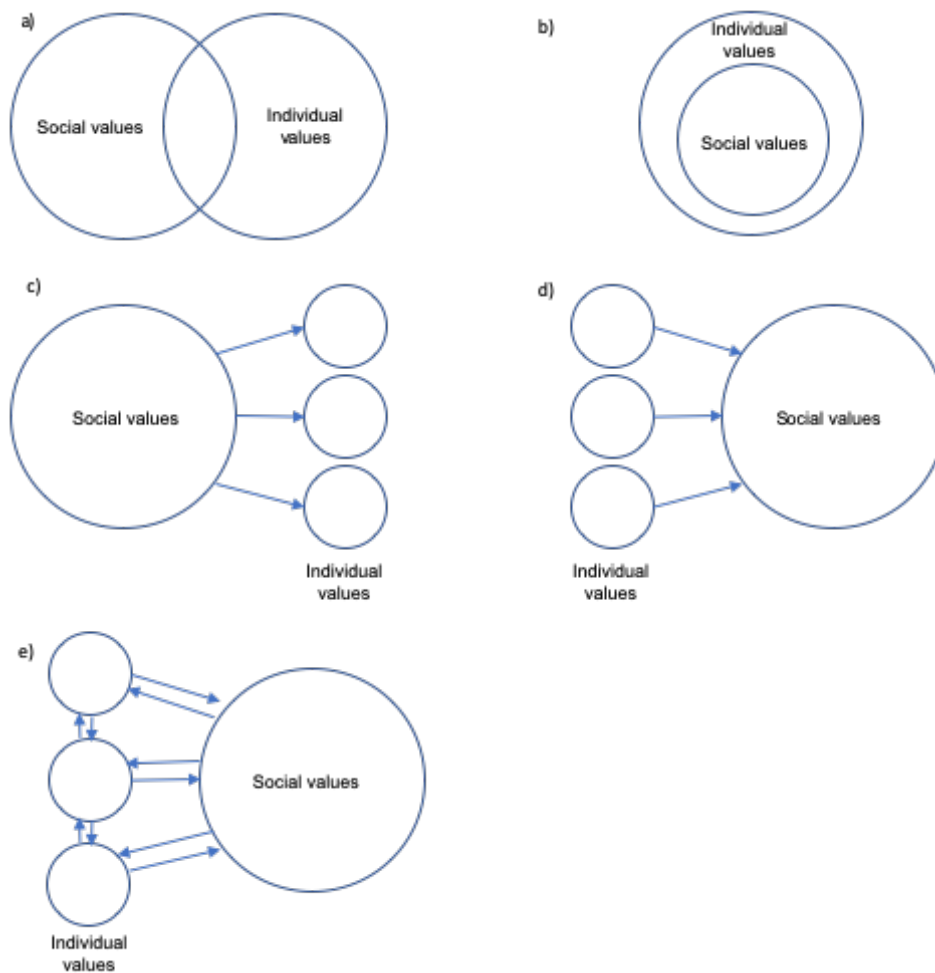 a)
Social values
Individual
values
b)
Individual
values
Social values
c)
Social values
Individual
values
d)
Social values
Individual
values
e)
Social values
Individual
values